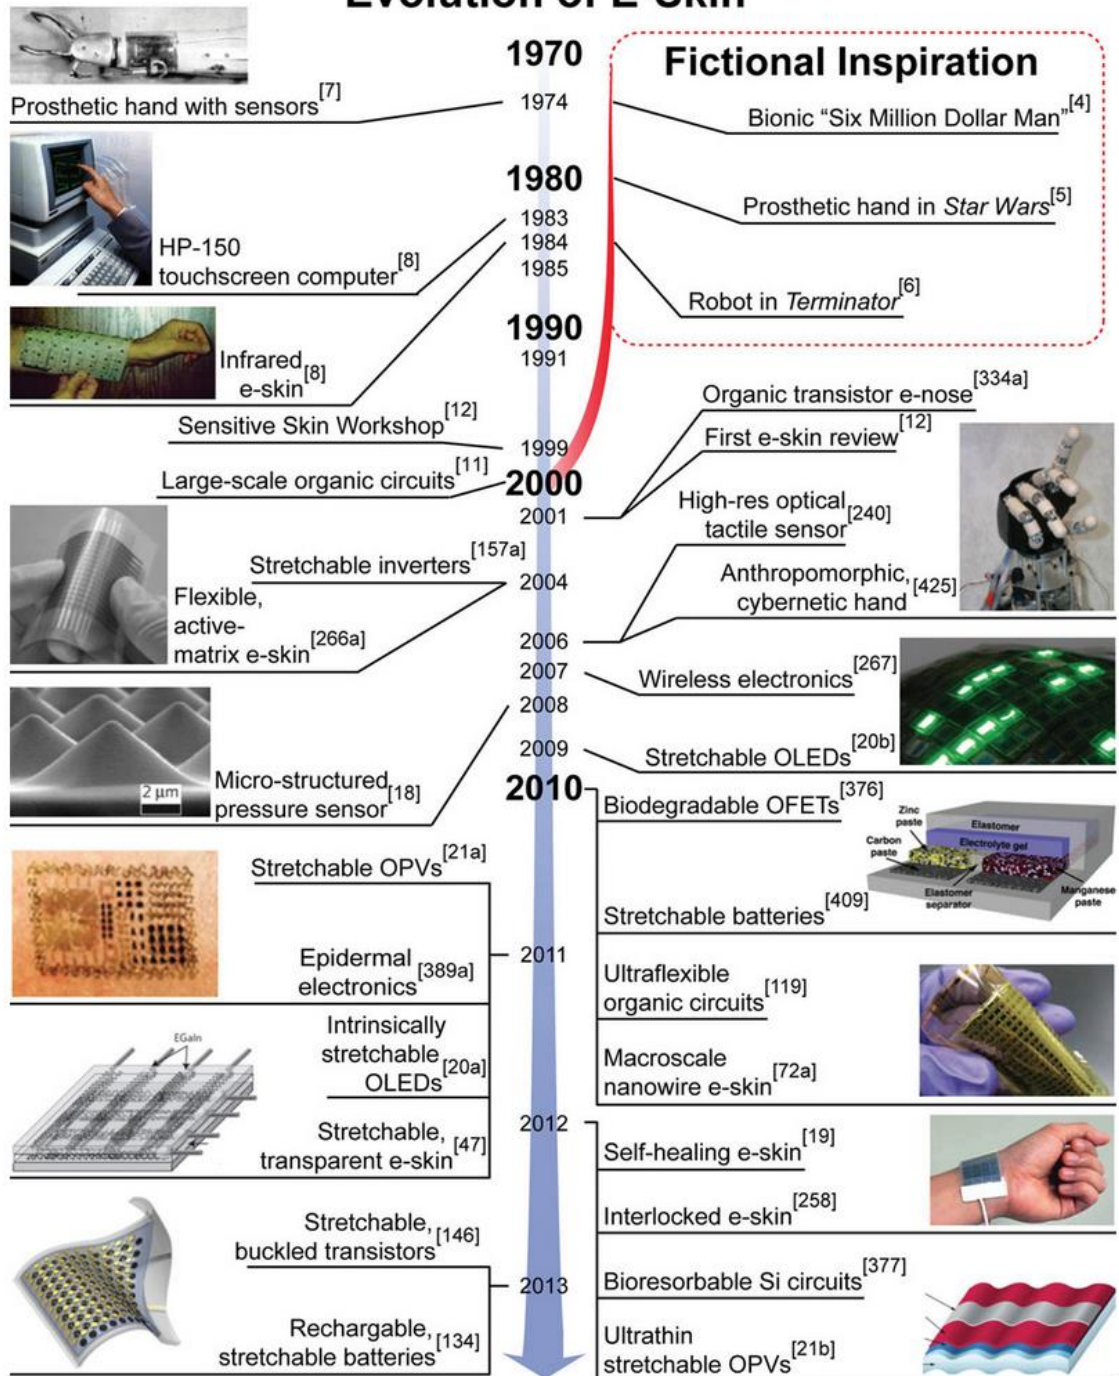 Evolution of E-Skin
1970
Fictional Inspiration
Prosthetic hand with sensors[7]
1974
Bionic “Six Million Dollar Man”[4]
1980
Prosthetic hand in Star Wars[5]
1983
HP-150
touchscreen computer[8]
1984
1985
Robot in Terminator[6]
1990
Infrared
e-skin[8]
1991
Organic transistor e-nose[334a]
Sensitive Skin Workshop[12]
First e-skin review[12]
1999
Large-scale organic circuits[11]
2000
2001
High-res optical
tactile sensor[240]
Stretchable inverters[157a]
2004
Anthropomorphic,
cybernetic hand[425]
Flexible,
active-
matrix e-skin[266a]
2006
2007
Wireless electronics[267]
2008
2009
Stretchable OLEDs[20b]
2 μm
Micro-structured
pressure sensor[18]
2010
Biodegradable OFETs[376]
Zinc
paste
Elastomer
Electrolyte gel
Carbon
paste
Elastomer
separator
Manganese
paste
Stretchable OPVs[21a]
Stretchable batteries[409]
2011
Epidermal
electronics[389a]
Ultraflexible
organic circuits[119]
Intrinsically
stretchable
OLEDs[20a]
EGaIn
Macroscale
nanowire e-skin[72a]
2012
Stretchable,
transparent e-skin[47]
Self-healing e-skin[19]
Interlocked e-skin[258]
Stretchable,
buckled transistors[146]
2013
Bioresorbable Si circuits[377]
Rechargable,
stretchable batteries[134]
Ultrathin
stretchable OPVs[21b]